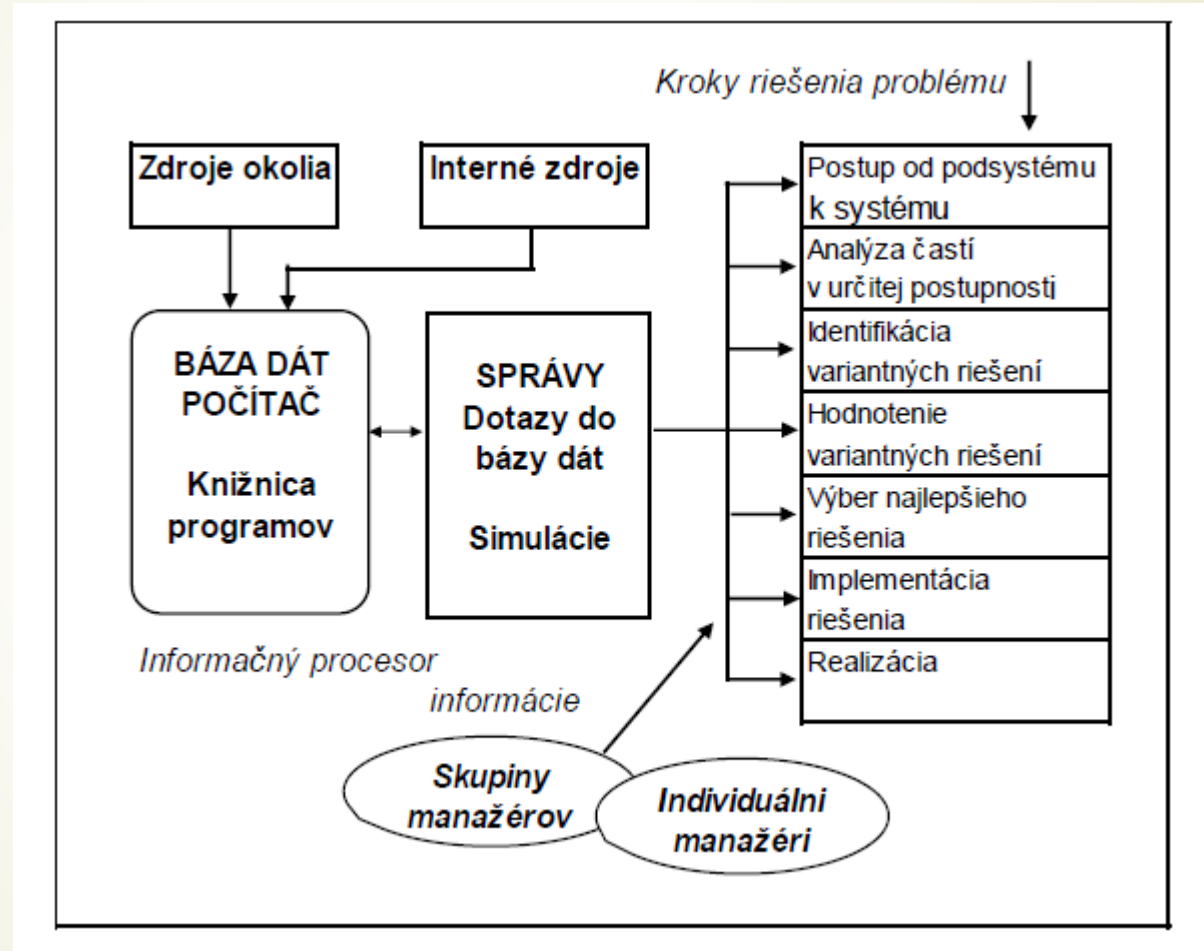 Kroky riešenia problému
Zdroje okolia
Interné zdroje
BÁZA DÁT
POČÍTAČ
Knižnica
programov
SPRÁVY
Dotazy do
bázy dát
Simulácie
Postup od podsystému
k systému
Analýza častí
v určitej postupnosti
Identifikácia
variantných riešení
Hodnotenie
variantných riešení
Výber najlepšieho
riešenia
Implementácia
riešenia
Realizácia
Informačný procesor
informácie
Skupiny
manažérov
Individuálni
manažéri